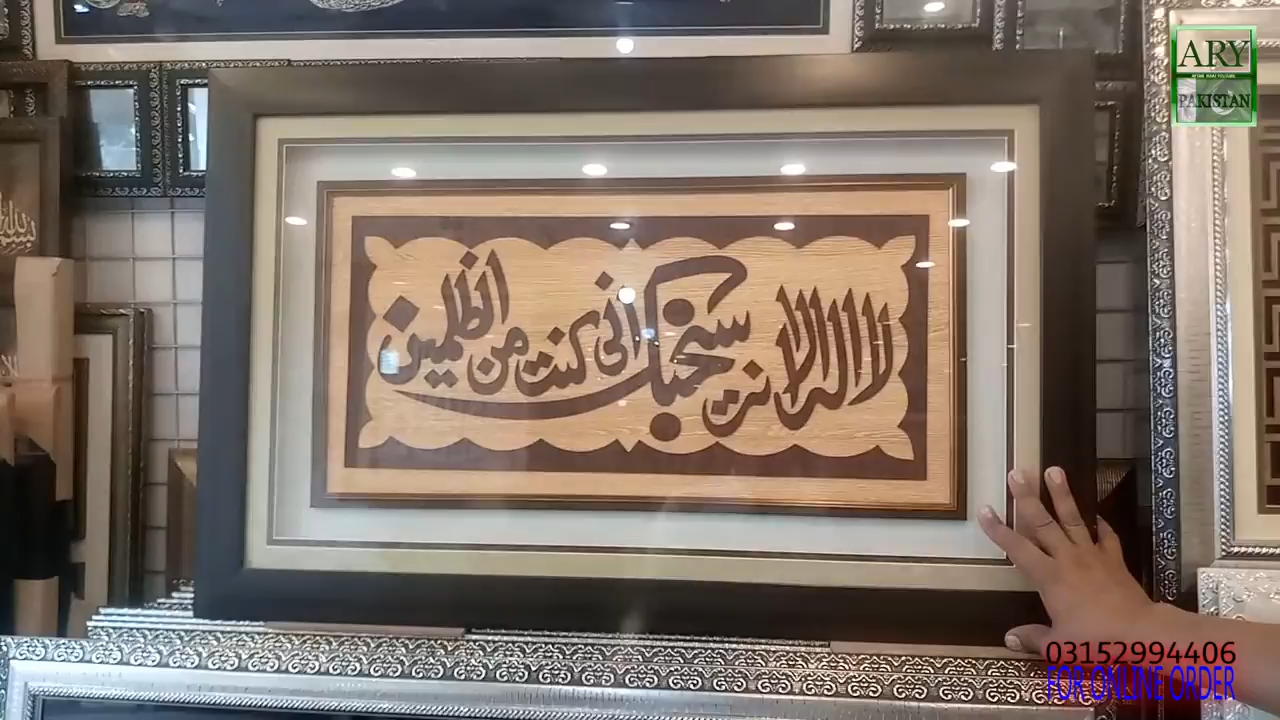 ARY
PAKISTAN
لا اله الا انت سبحنك انى كنت من الظلمين
03152994406
FOR ONLINE ORDER